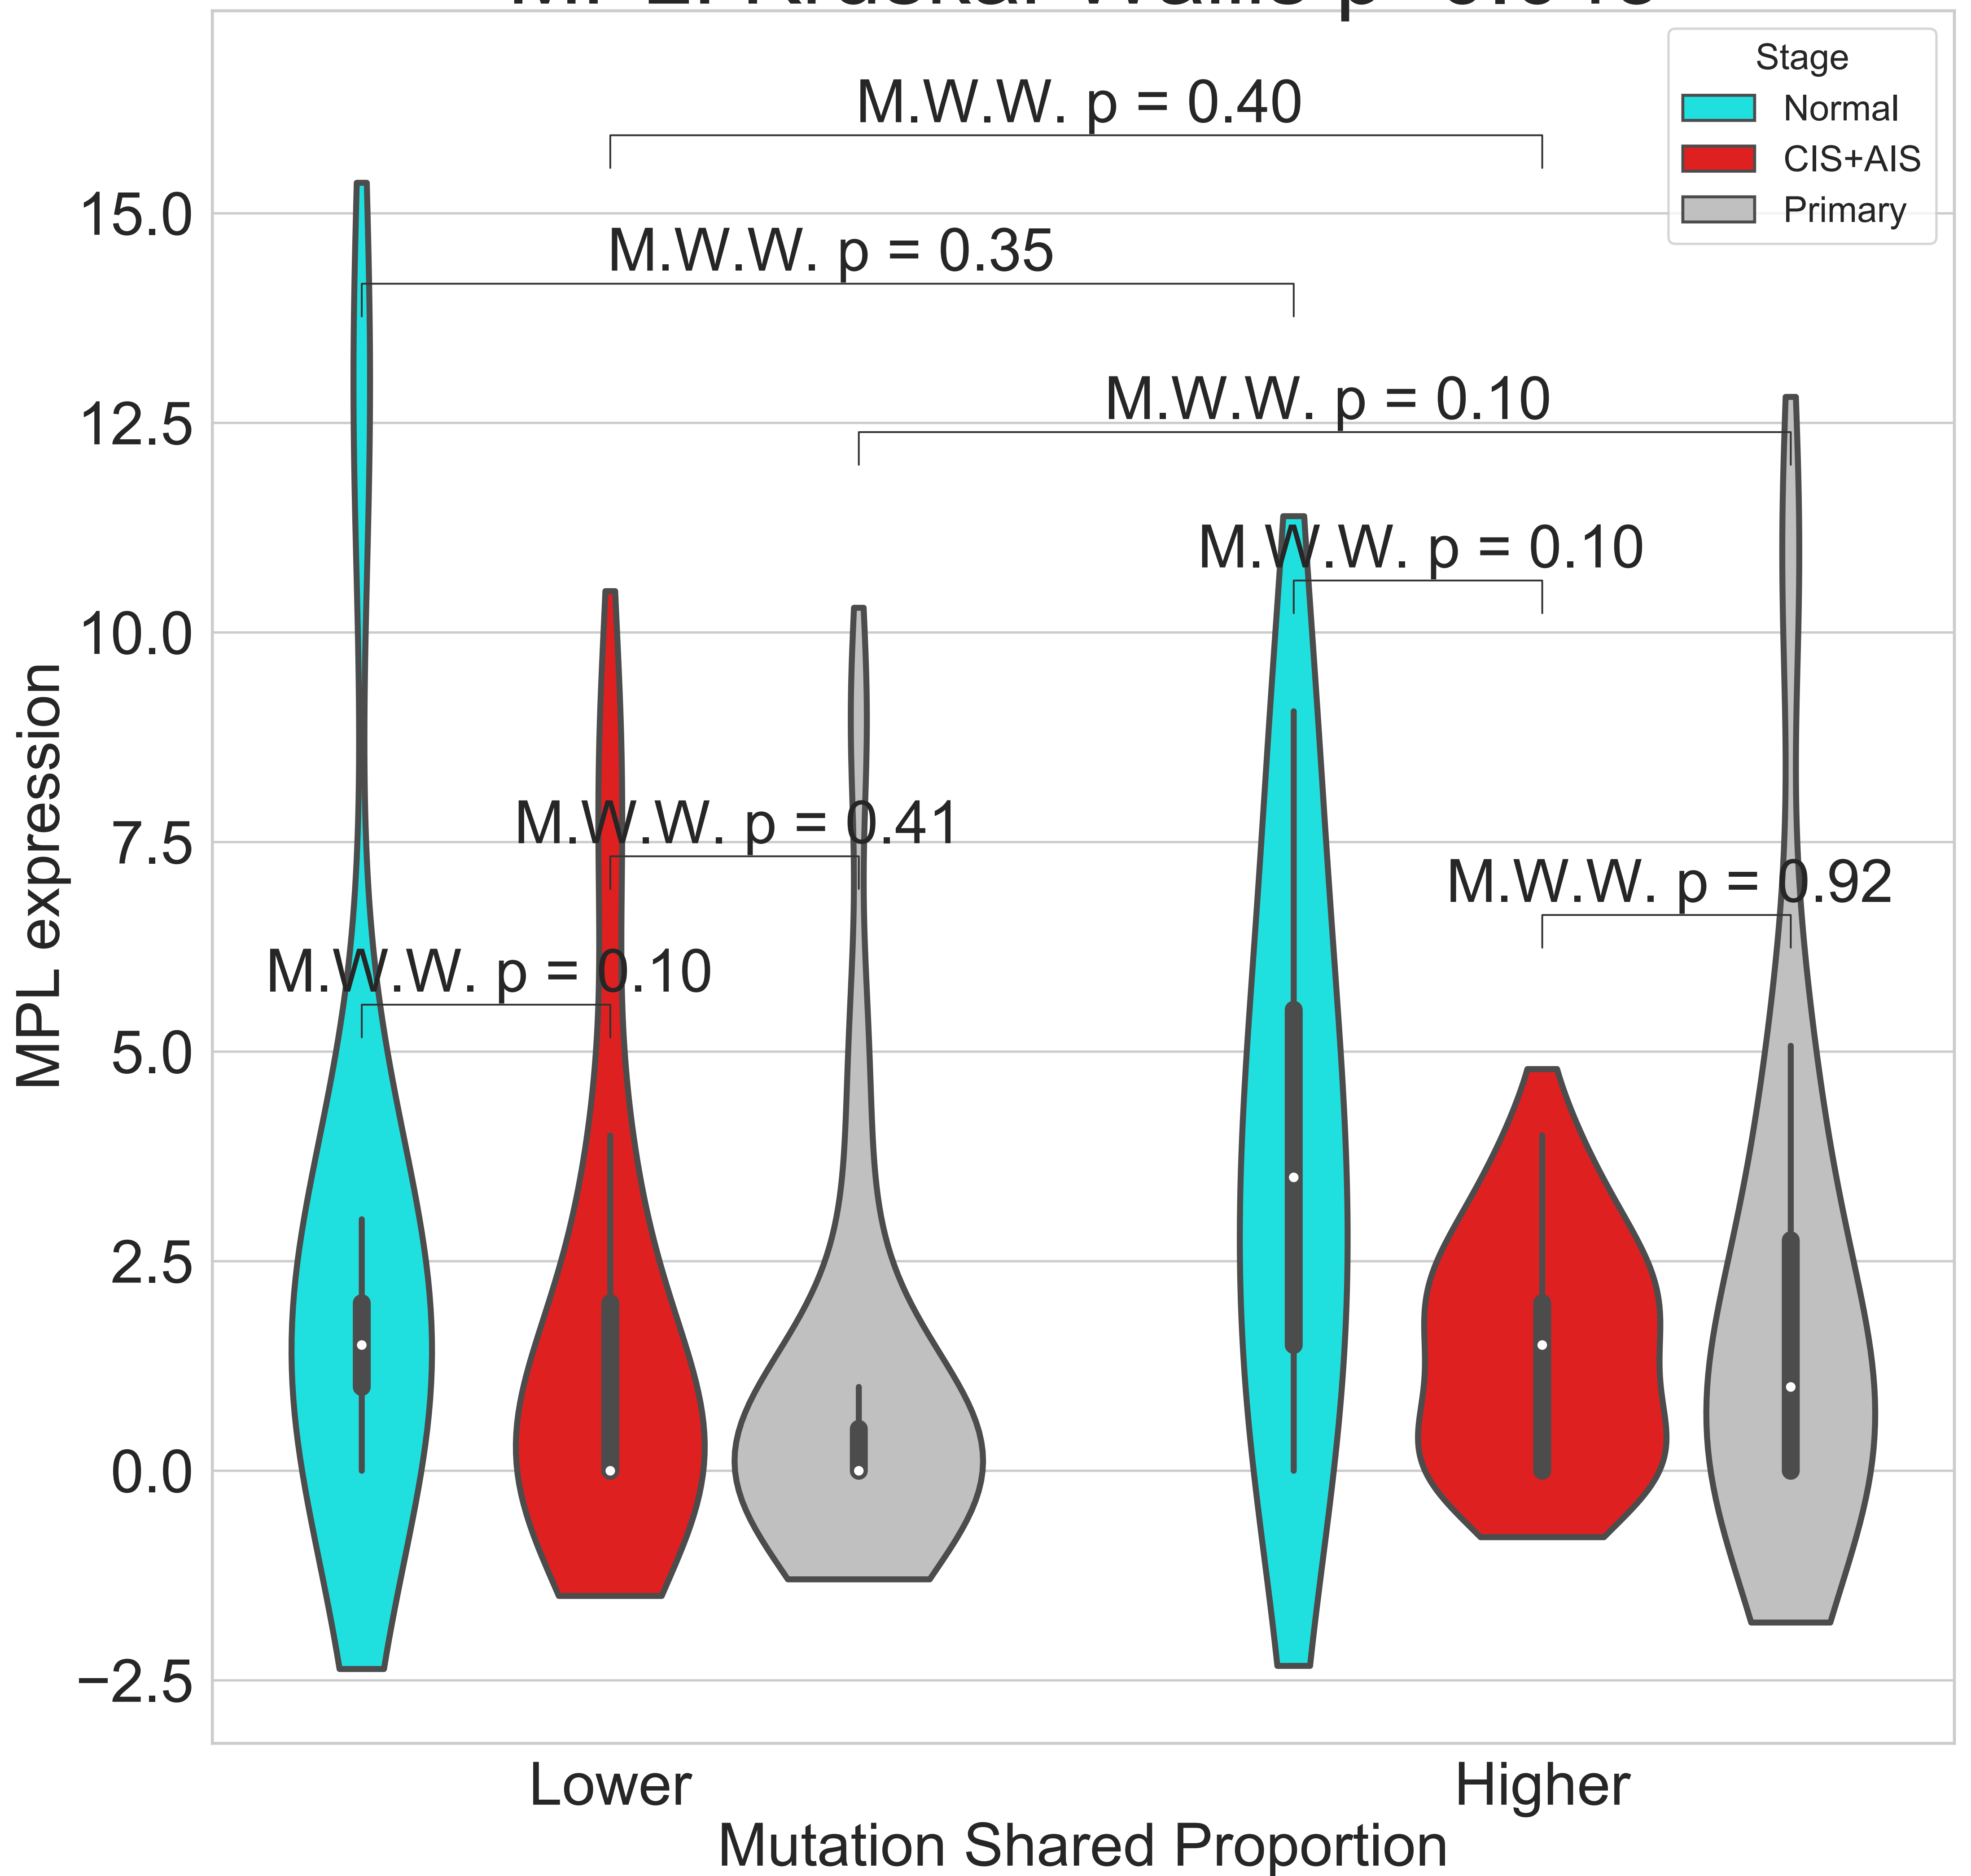 Stage
Normal
CIS+AIS
Primary
M.W.W. p = 0.40
M.W.W. p = 0.35
M.W.W. p = 0.10
M.W.W. p = 0.10
M.W.W. p = 0.41
M.W.W. p = 0.92
M.W.W. p = 0.10
15.0
12.5
10.0
7.5
5.0
2.5
0.0
−2.5
MPL expression
Lower
Higher
Mutation Shared Proportion